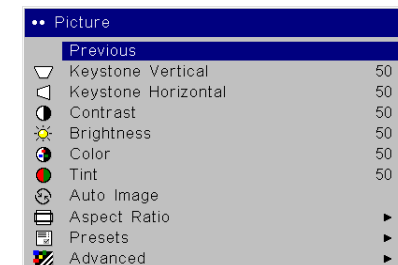 •• Picture
Previous
Keystone Vertical 50
Keystone Horizontal 50
Contrast 50
Brightness 50
Color 50
Tint 50
Auto Image
Aspect Ratio ►
Presets ►
Advanced ►